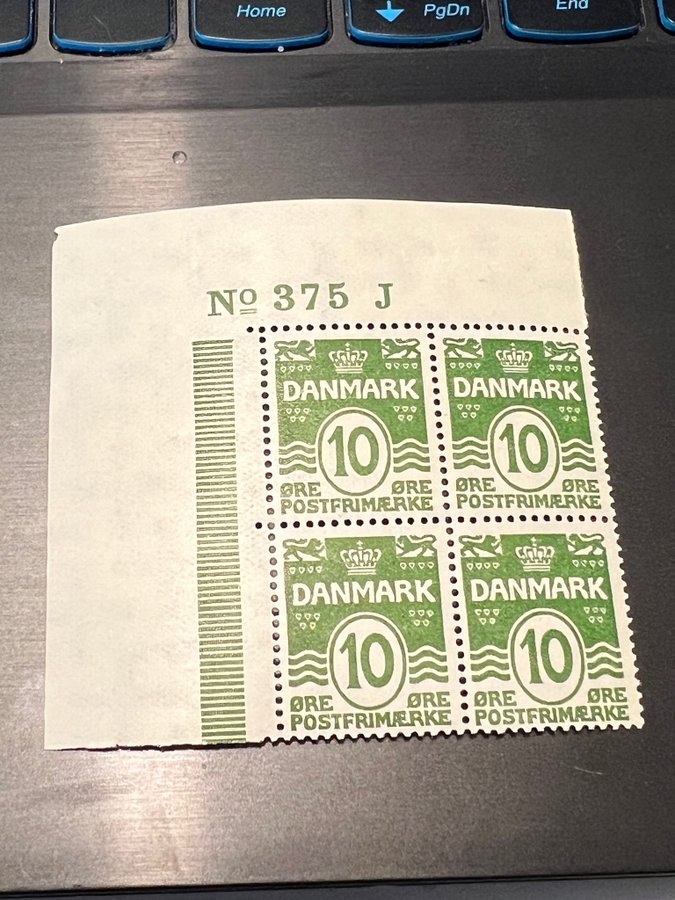 Home
PgDn
End
Nº 375 J
DANMARK
10
ØRE ØRE
POSTFRIMÆRKE
DANMARK
10
ØRE ØRE
POSTFRIMÆRKE
DANMARK
10
ØRE ØRE
POSTFRIMÆRKE
DANMARK
10
ØRE ØRE
POSTFRIMÆRKE